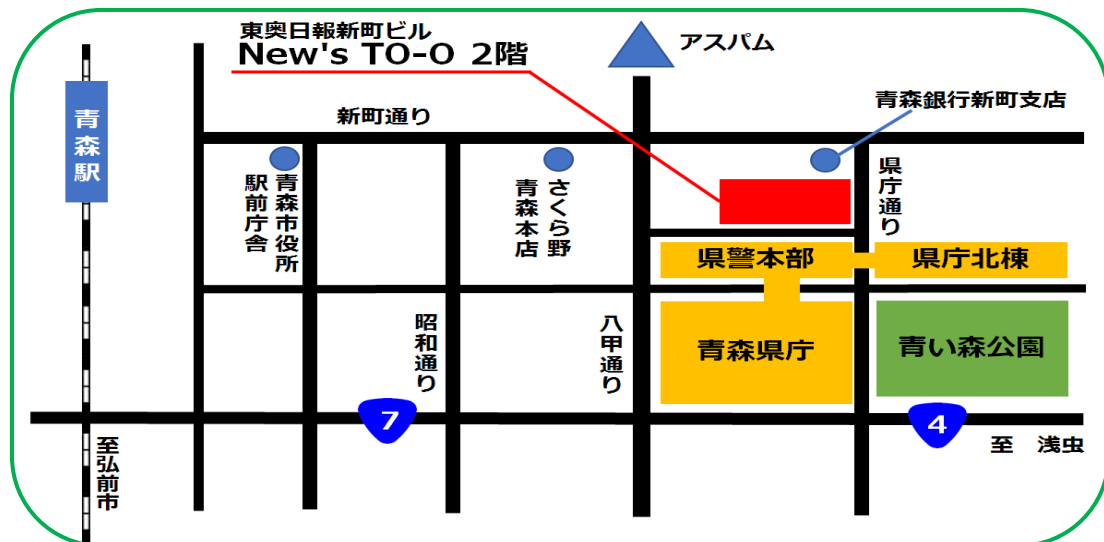 東奥日報新町ビル
New's TO-O 2階
アスパム
青森銀行新町支店
新町通り
青森駅
青森市役所
駅前庁舎
さくら野
青森本店
県庁通り
県警本部
県庁北棟
昭和通り
八甲通り
青森県庁
青い森公園
7
4
至弘前市
至 浅虫